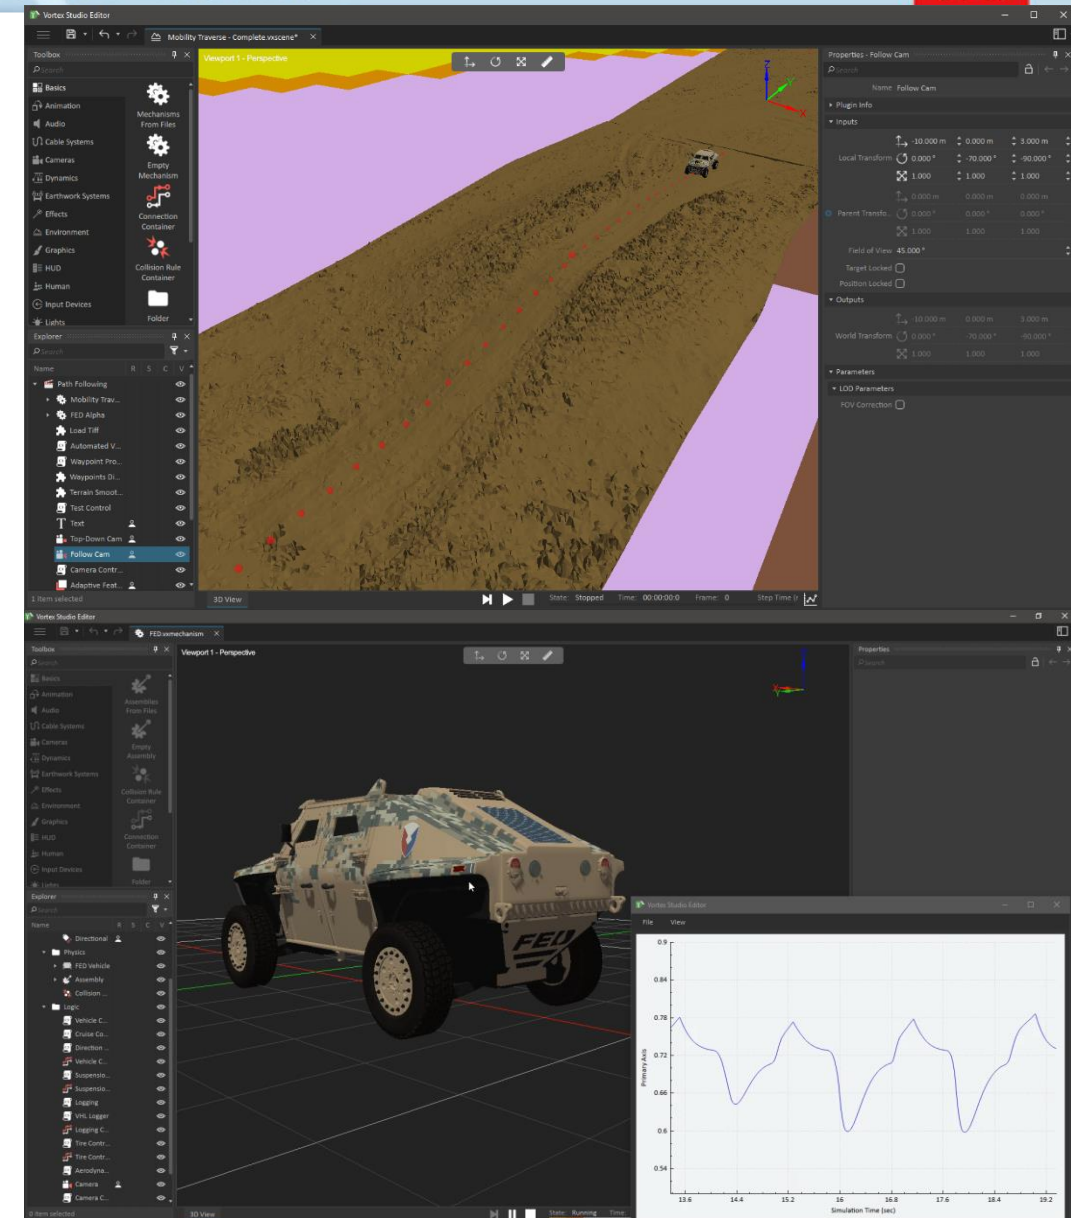 Vortex Studio Editor
Mobility Traverse - Complete.vxscene*
Toolbox
Search
Basics
Animation
Audio
Cable Systems
Cameras
Dynamics
Earthwork Systems
Effects
Environment
Graphics
HUD
Human
Input Devices
Lights
Mechanisms
From Files
Empty
Mechanism
Connection
Container
Collision Rule
Container
Folder
Explorer
Search
Name R S C V
Path Following
Mobility Trav...
FED Alpha
Load Tiff
Automated V...
Waypoint Pro...
Waypoints Di...
Terrain Smoot...
Test Control
Text
Top-Down Cam
Follow Cam
Camera Contr...
Adaptive Feat...
1 item selected
Viewport 1 - Perspective
Z
Y
X
3D View
State: Stopped Time: 00:00:00:0 Frame: 0 Step Time (r
Properties - Follow Cam
Search
Name Follow Cam
Plugin Info
Inputs
-10.000 m 0.000 m 3.000 m
Local Transform 0.000 ° -70.000 ° -90.000 °
1.000 1.000 1.000
0.000 m 0.000 m 0.000 m
Parent Transfo... 0.000 ° 0.000 ° 0.000 °
1.000 1.000 1.000
Field of View 45.000 °
Target Locked
Position Locked
Outputs
-10.000 m 0.000 m 3.000 m
World Transform 0.000 ° -70.000 ° -90.000 °
1.000 1.000 1.000
Parameters
LOD Parameters
FOV Correction
Vortex Studio Editor
FED.vxmechanism
Toolbox
Search
Basics
Animation
Audio
Cable Systems
Cameras
Dynamics
Earthwork Systems
Effects
Environment
Graphics
HUD
Human
Input Devices
Lights
Assemblies
From Files
Empty
Assembly
Collision Rule
Container
Connection
Container
Folder
Explorer
Search
Name R S C V
Directional
Physics
FED Vehicle
Assembly
Collision ...
Logic
Vehicle C...
Cruise Co...
Direction ...
Vehicle C...
Suspensio...
Suspensio...
Logging
VHL Logger
Logging C...
Tire Contr...
Tire Contr...
Aerodyna...
Camera
Camera C...
0 item selected
Viewport 1 - Perspective
FED
3D View
State: Running Time:
Properties
Search
Vortex Studio Editor
File View
0.9
0.84
0.78
0.72
0.66
0.6
0.54
Primary Axis
13.6 14.4 15.2 16 16.8 17.6 18.4 19.2
Simulation Time (sec)